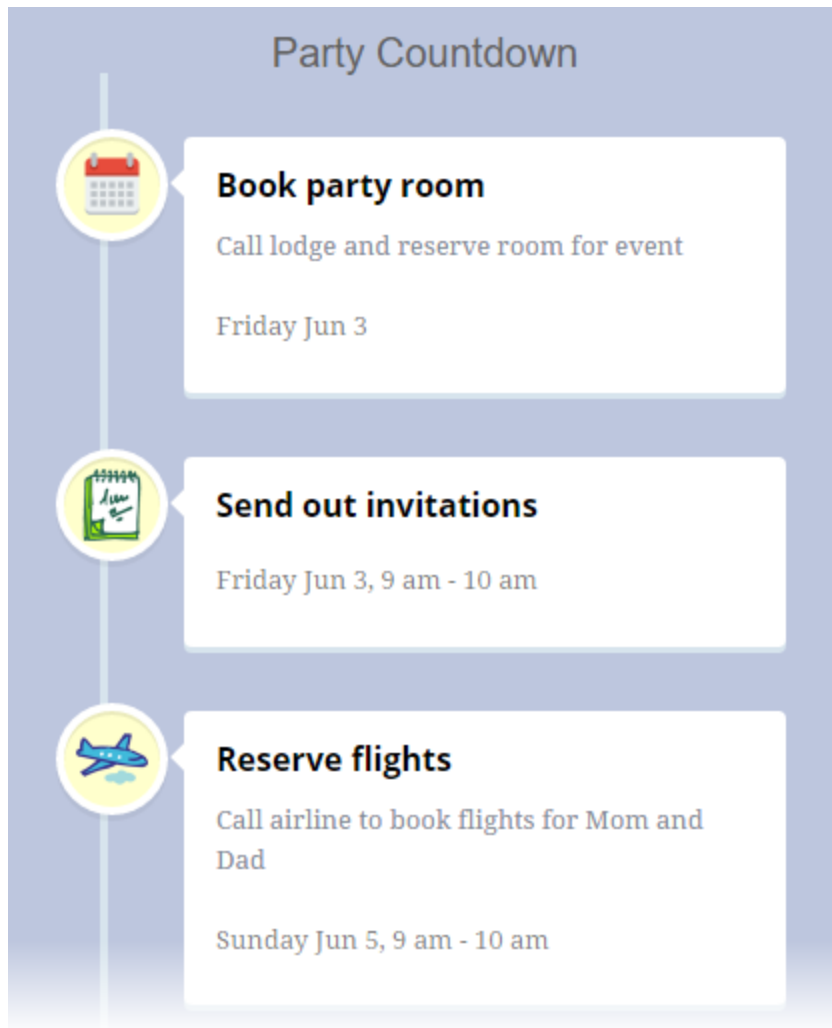 Party Countdown
Book party room
Call lodge and reserve room for event
Friday Jun 3
Send out invitations
Friday Jun 3, 9 am - 10 am
Reserve flights
Call airline to book flights for Mom and
Dad
Sunday Jun 5, 9 am - 10 am